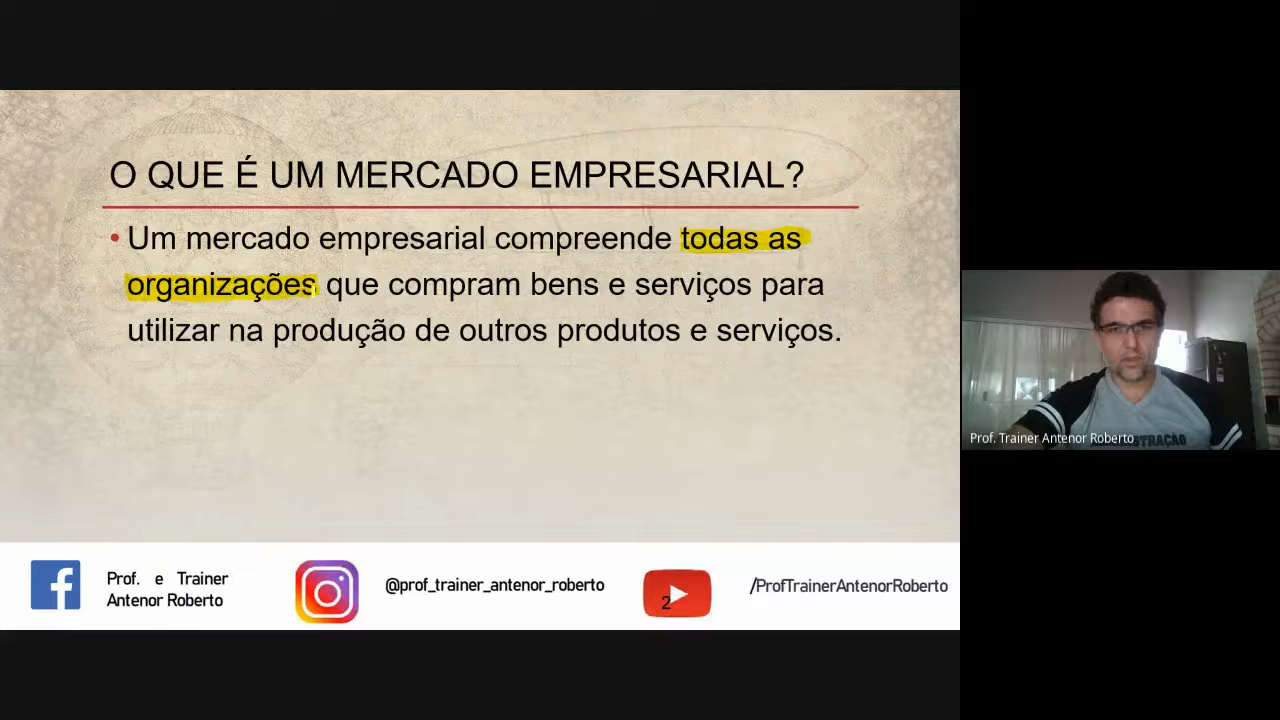 O QUE É UM MERCADO EMPRESARIAL?
• Um mercado empresarial compreende todas as
organizações que compram bens e serviços para
utilizar na produção de outros produtos e serviços.
Prof. Trainer Antenor Roberto
STRAÇÃO
Prof. e Trainer
Antenor Roberto
@prof_trainer_antenor_roberto
2
/ProfTrainerAntenorRoberto